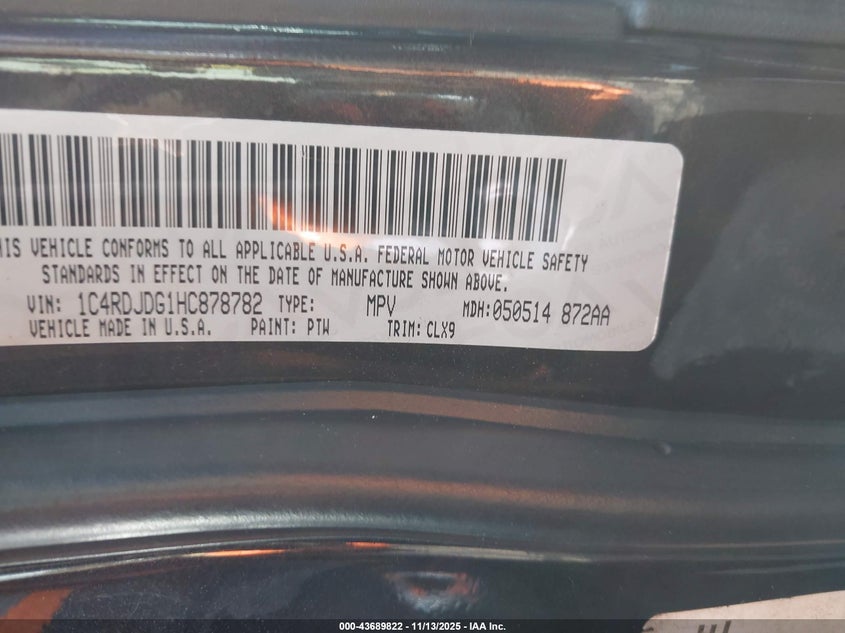 THIS VEHICLE CONFORMS TO ALL APPLICABLE U.S.A. FEDERAL MOTOR VEHICLE SAFETY
STANDARDS IN EFFECT ON THE DATE OF MANUFACTURE SHOWN ABOVE.
VIN: 1C4RDJDG1HC878782 TYPE: MPV MDH: 050514 872AA
VEHICLE MADE IN U.S.A. PAINT: PTW TRIM: CLX9
000-43689822 - 11/13/2025 - IAA Inc.